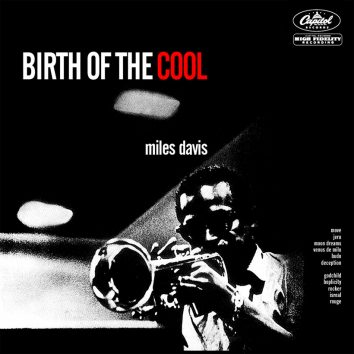 Capitol
RECORDS
HIGH FIDELITY
RECORDING
BIRTH OF THE COOL
miles davis
move
jeru
moon dreams
venus de milo
budo
deception
godchild
boplicity
rocker
israel
rouge